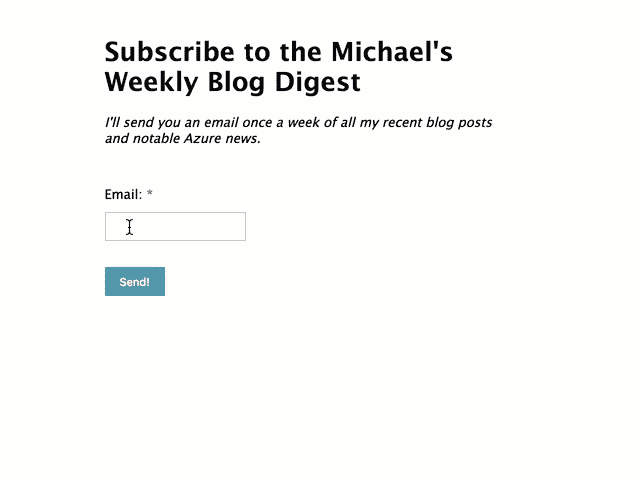 Subscribe to the Michael's
Weekly Blog Digest
I'll send you an email once a week of all my recent blog posts
and notable Azure news.
Email: *
Send!